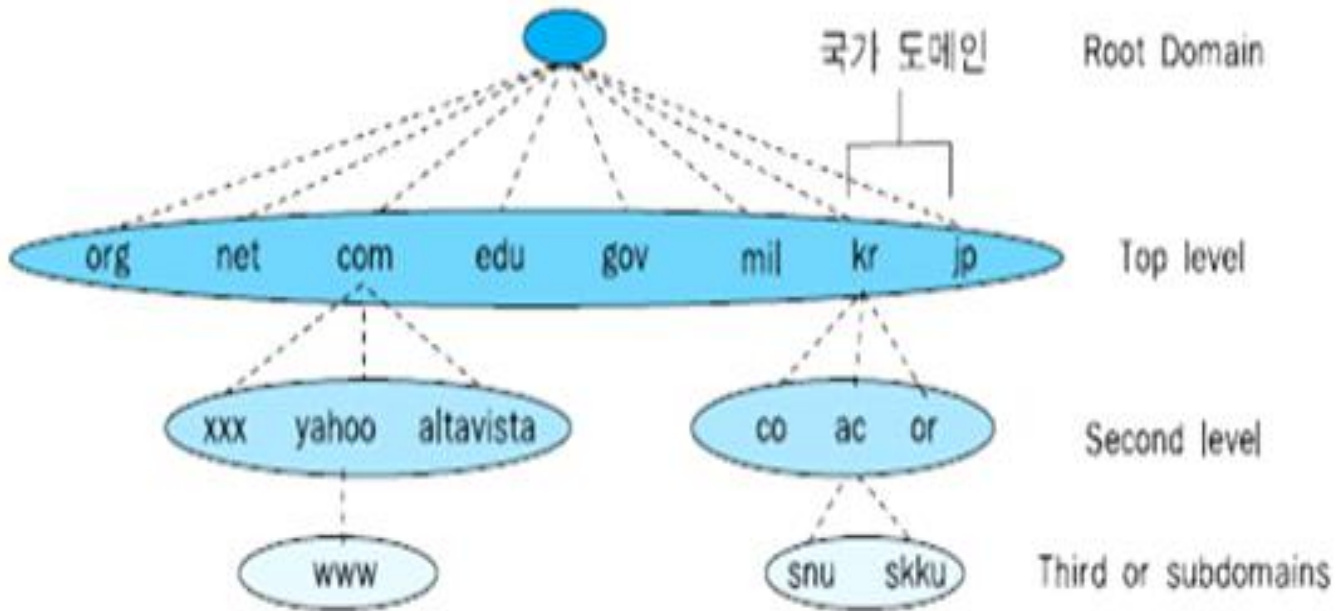 국가 도메인 Root Domain
org net com edu gov mil kr jp Top level
xxx yahoo altavista co ac or Second level
www snu skku Third or subdomains